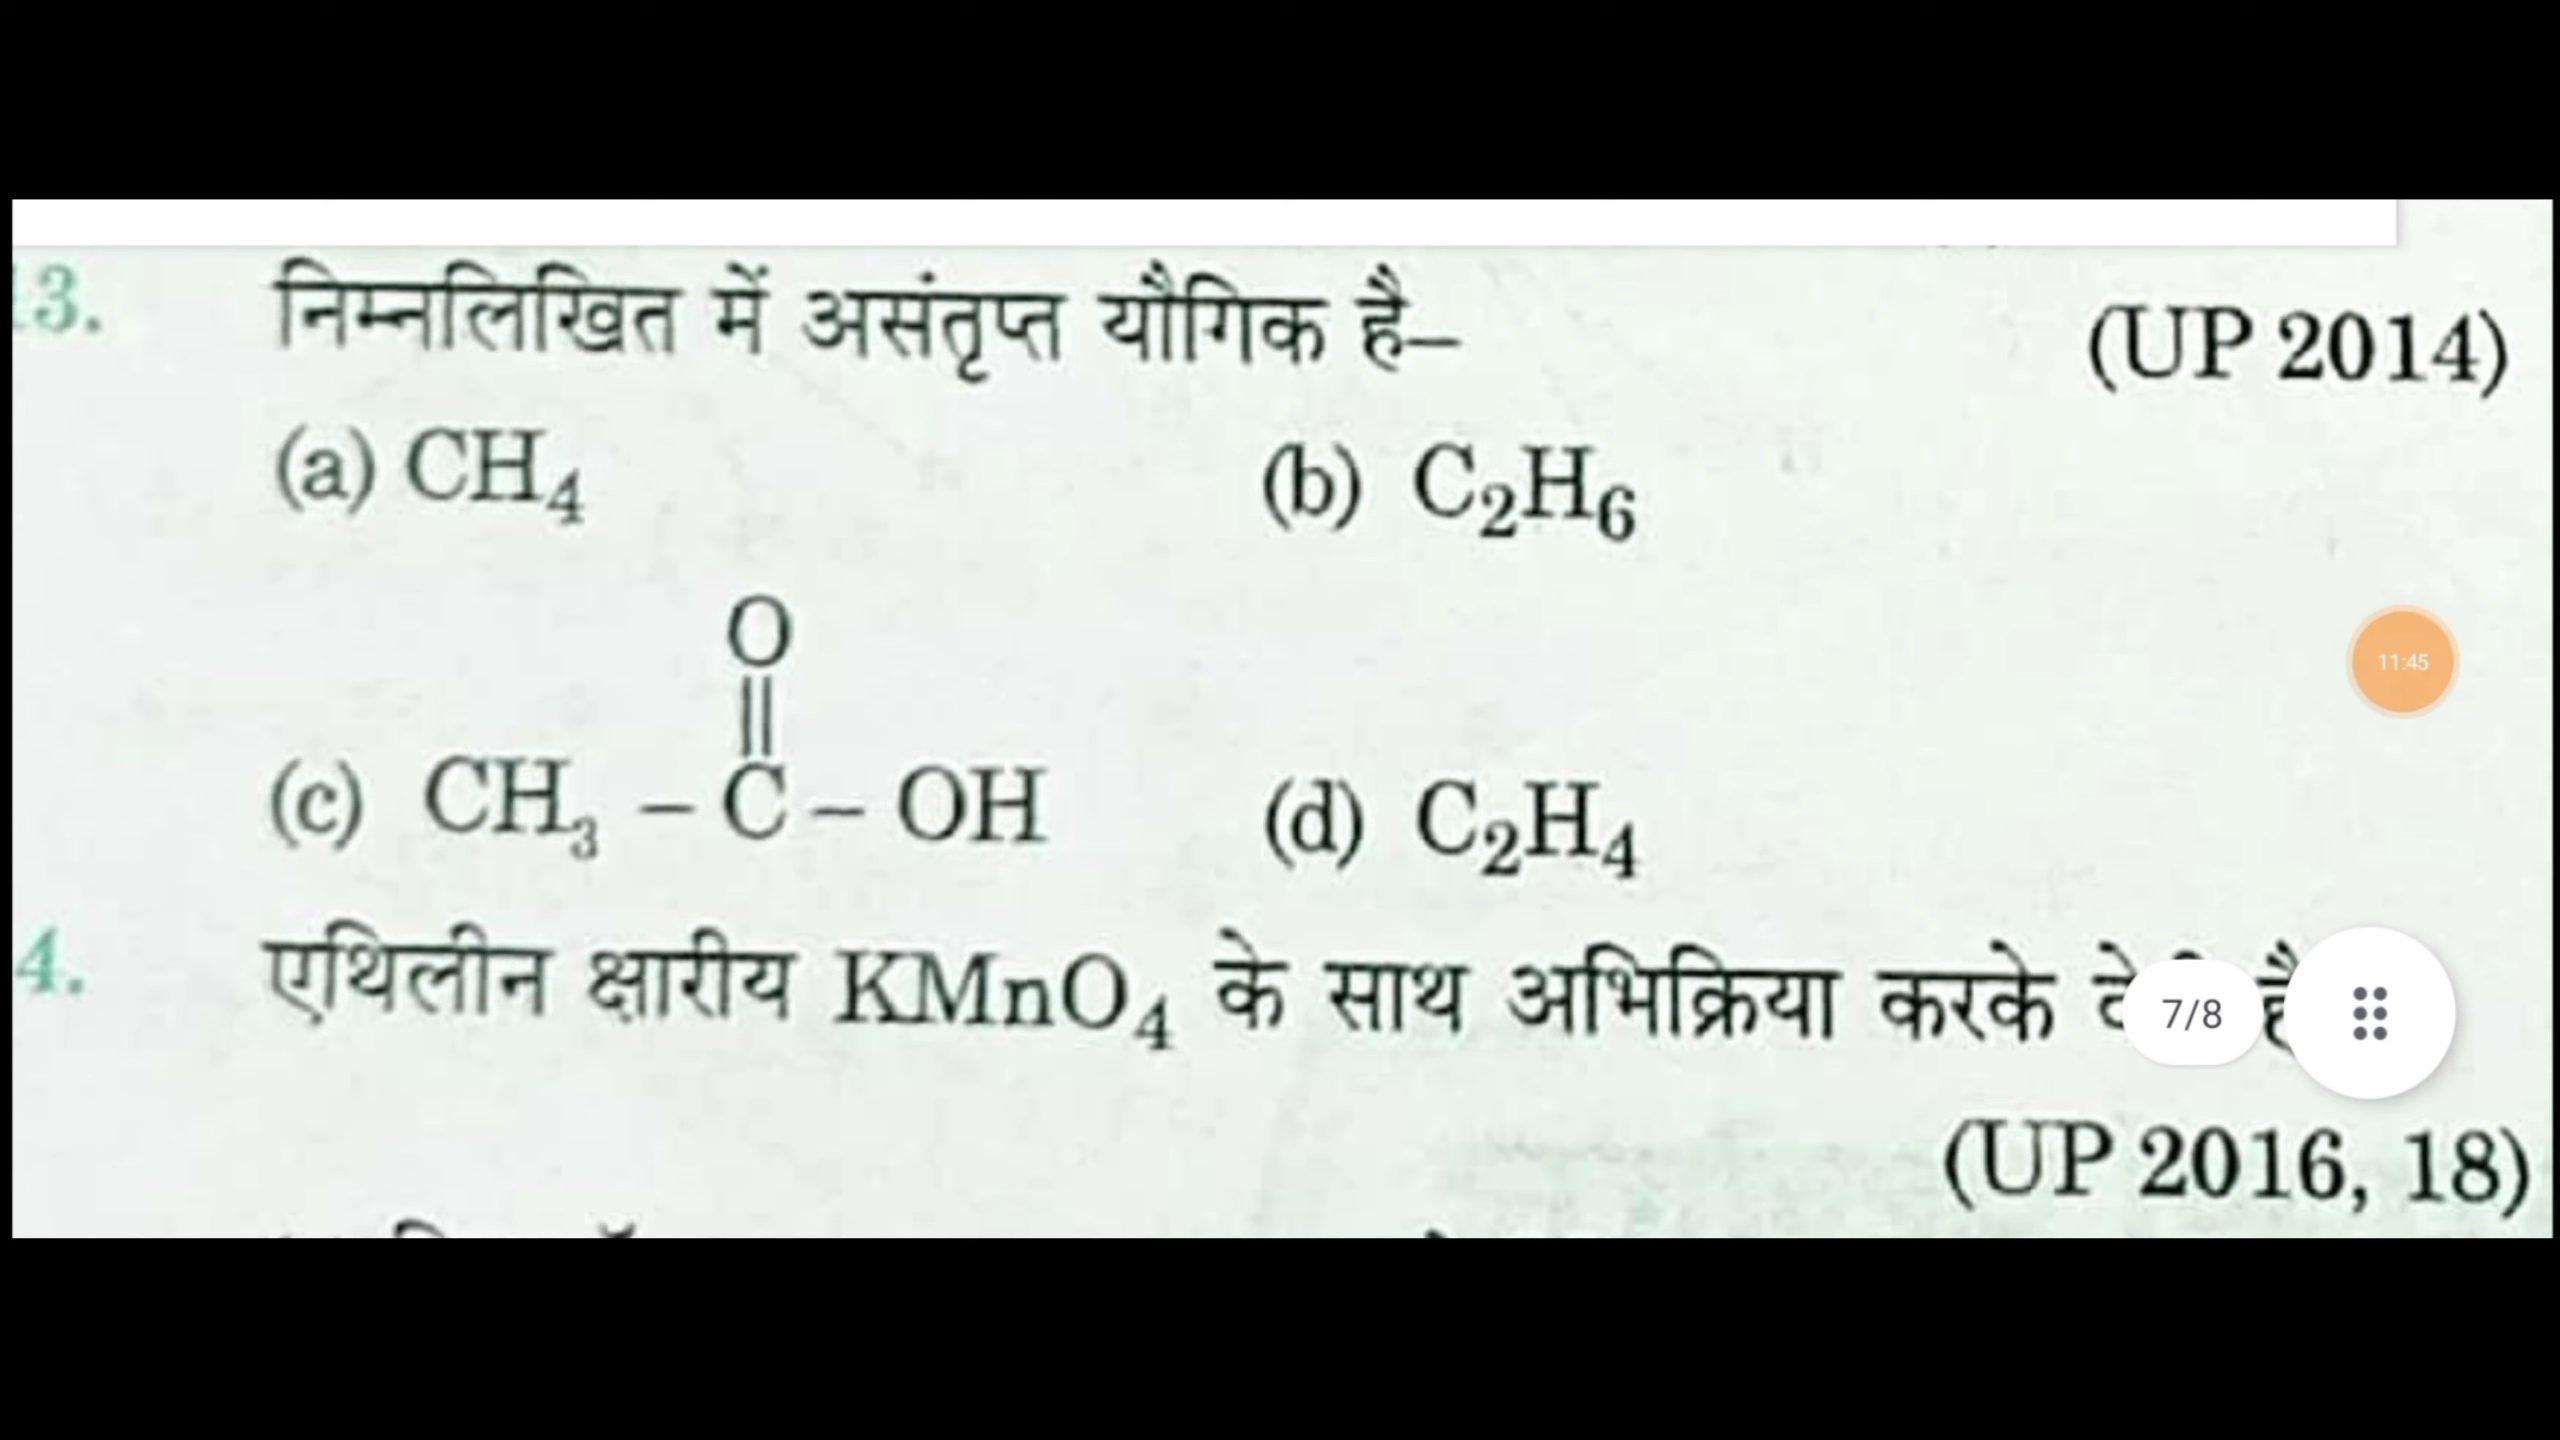 13. निम्नलिखित में असंतृप्त यौगिक है– (UP 2014)
(a) CH₄ (b) C₂H₆
O
||
(c) CH₃ – C – OH (d) C₂H₄
11:45
4. एथिलीन क्षारीय KMnO₄ के साथ अभिक्रिया करके
7/8
(UP 2016, 18)